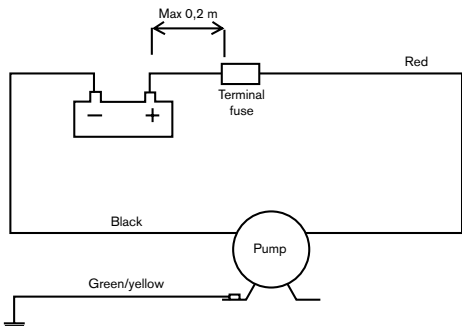 Max 0,2 m
Red
Terminal
fuse
− +
Black
Pump
Green/yellow